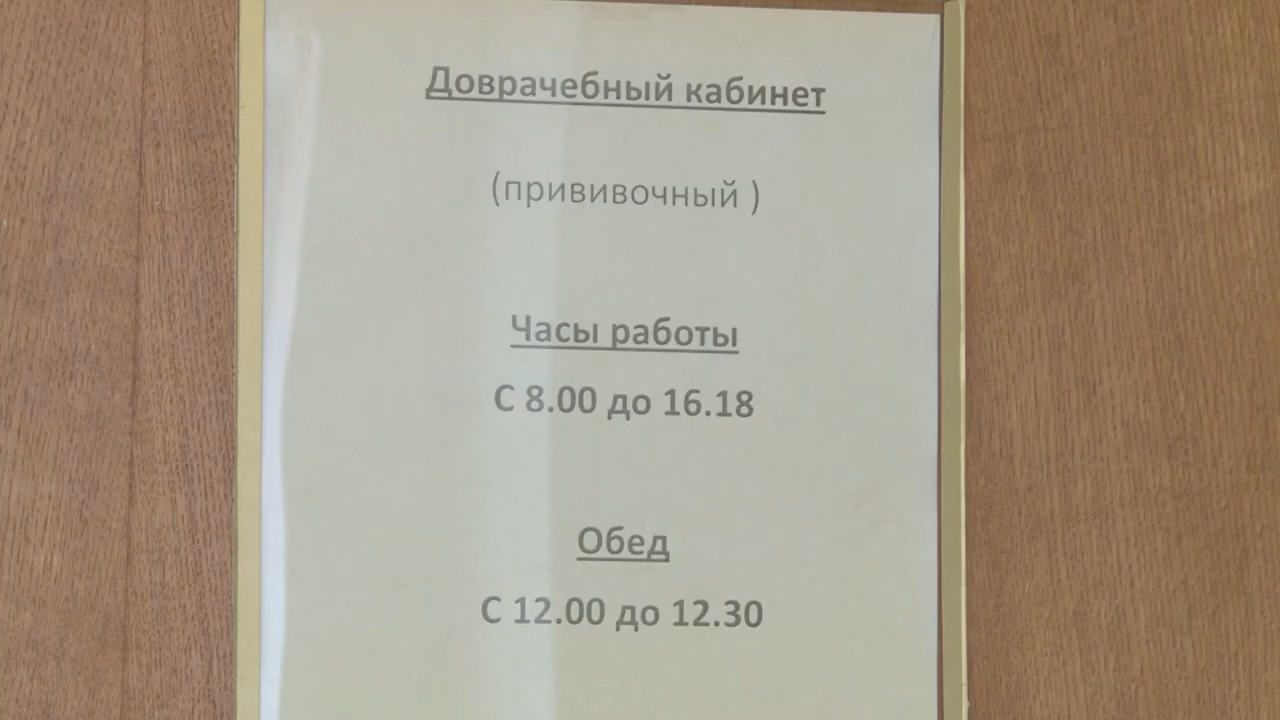 Доврачебный кабинет
(прививочный )
Часы работы
С 8.00 до 16.18
Обед
С 12.00 до 12.30